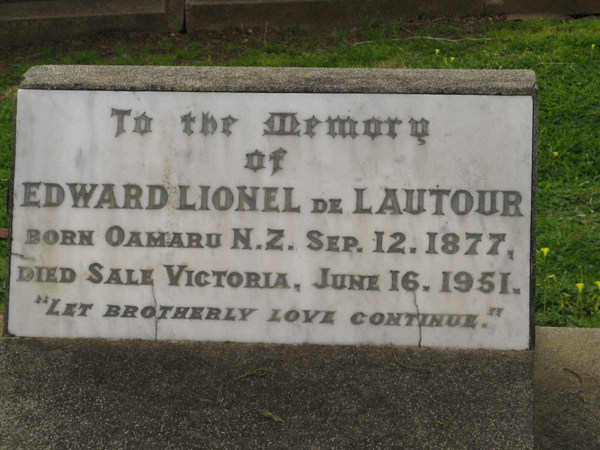 To the Memory
of
EDWARD LIONEL DE LAUTOUR
BORN OAMARU N.Z. SEP. 12. 1877,
DIED SALE VICTORIA, JUNE 16. 1951.
"LET BROTHERLY LOVE CONTINUE."